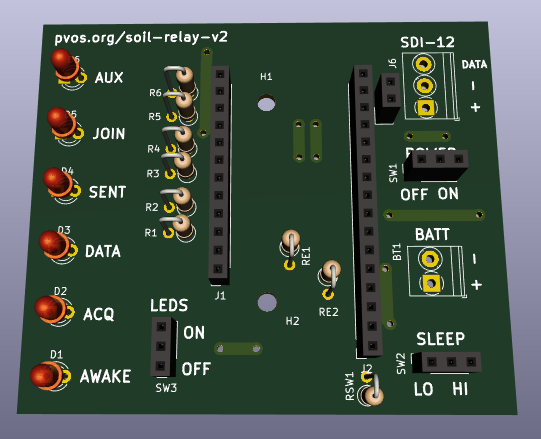 pvos.org/soil-relay-v2
SDI-12
DATA
J6
H1
AUX
R6
+
R5
D5
JOIN
R4
SW1
R3
D4
SENT
OFF ON
R2
R1
D3
DATA
BATT
BT1
RE1
+
D2
J1
LEDS
RE2
ACQ
H2
ON
SLEEP
D1
SW2
J2
OFF
AWAKE
SW3
RSW1
LO HI